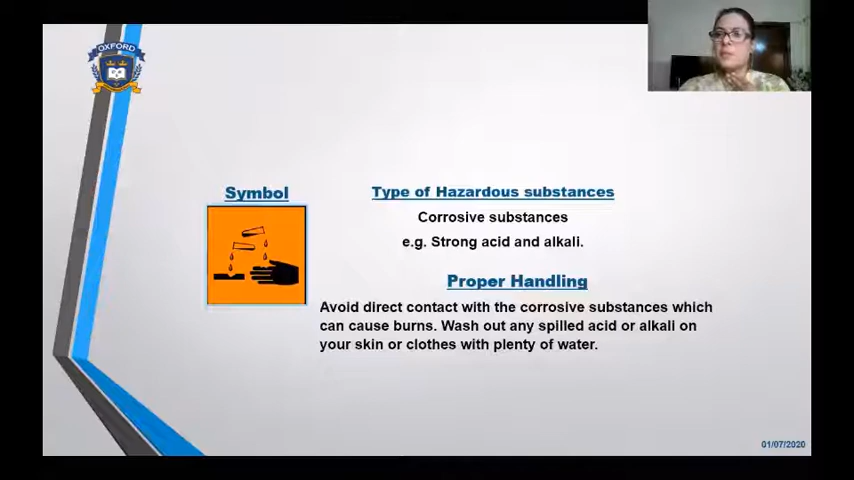 OXFORD
Symbol
Type of Hazardous substances
Corrosive substances
e.g. Strong acid and alkali.
Proper Handling
Avoid direct contact with the corrosive substances which
can cause burns. Wash out any spilled acid or alkali on
your skin or clothes with plenty of water.
01/07/2020